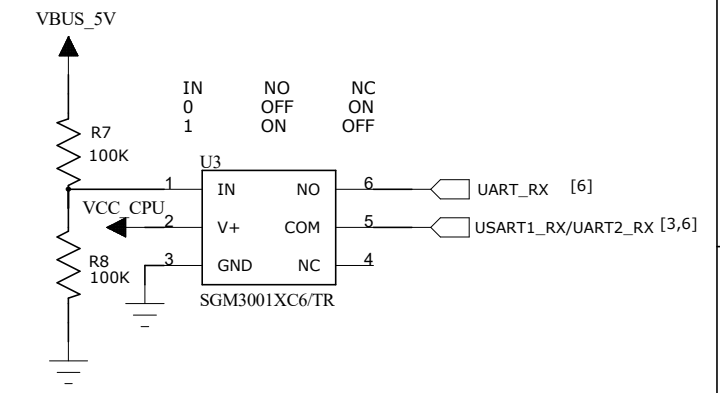 VBUS_5V
IN NO NC
0 OFF ON
1 ON OFF
R7
100K
U3
1 IN NO 6 UART_RX [6]
VCC_CPU
2 V+ COM 5 USART1_RX/UART2_RX [3,6]
3 GND NC 4
R8
100K
SGM3001XC6/TR